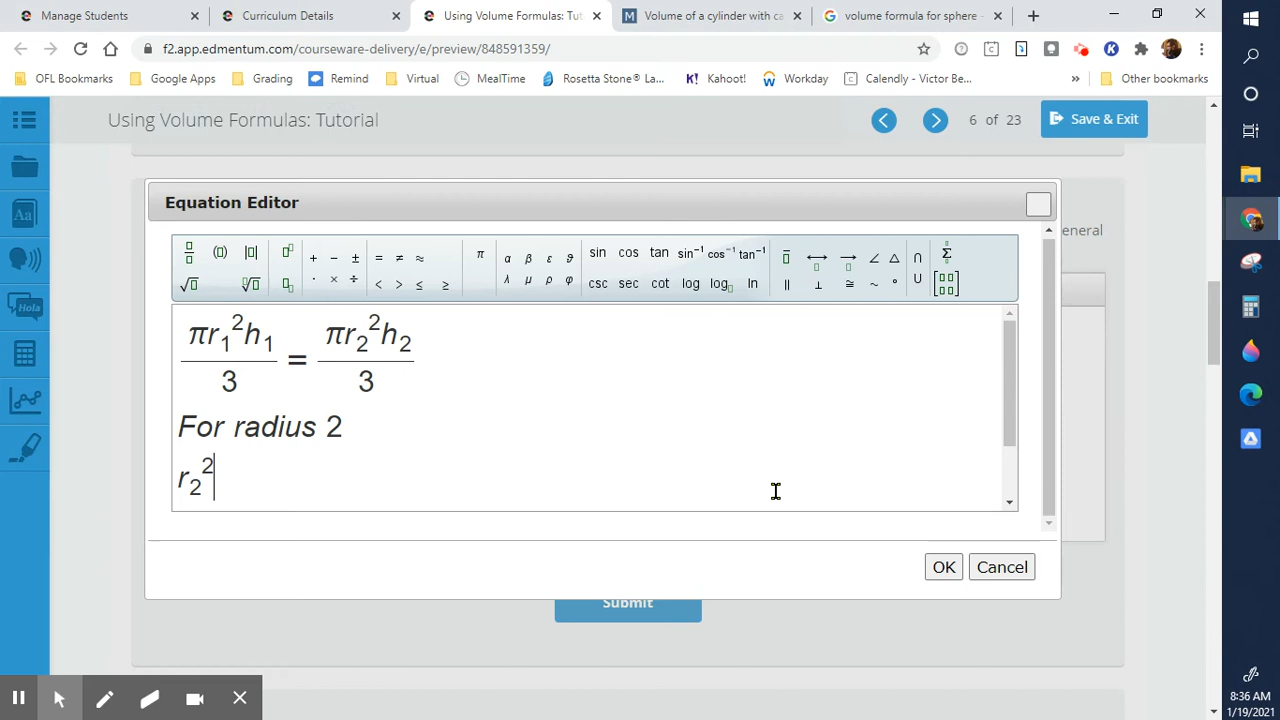 Manage Students
Curriculum Details
Using Volume Formulas: Tut
Volume of a cylinder with ca
volume formula for sphere -
f2.app.edmentum.com/courseware-delivery/e/preview/848591359/
OFL Bookmarks
Google Apps
Grading
Remind
Virtual
MealTime
Rosetta Stone® La...
Kahoot!
Workday
Calendly - Victor Be...
»
Other bookmarks
Using Volume Formulas: Tutorial
6 of 23
Save & Exit
Equation Editor
eneral
+ − ± = ≠ ≈ π α β ε ϑ sin cos tan sin⁻¹ cos⁻¹ tan⁻¹ ∠ △ ∩ Σ
· × ÷ < > ≤ ≥ λ μ ρ φ csc sec cot log log ln || ⊥ ≅ ~ ° ∪
πr₁²h₁/3 = πr₂²h₂/3
For radius 2
r₂²
OK
Cancel
Submit
Aa
Hola
8:36 AM
1/19/2021